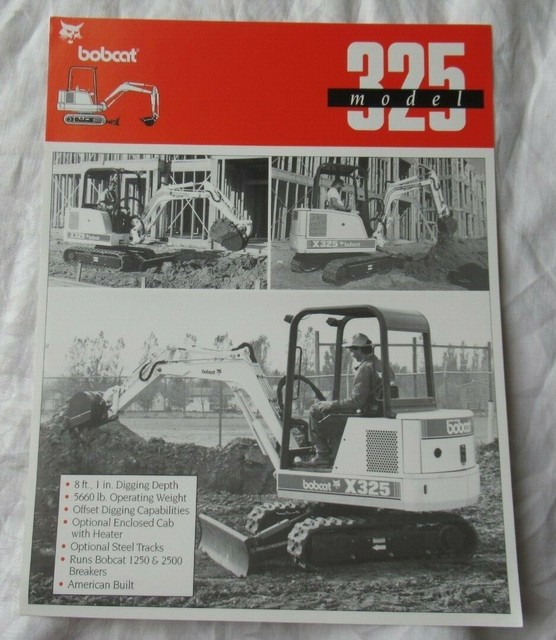 bobcat
325
model
X325
X325 bobcat
bobcat
bobcat
bobcat X325
• 8 ft., 1 in. Digging Depth
• 5660 lb. Operating Weight
• Offset Digging Capabilities
• Optional Enclosed Cab
with Heater
• Optional Steel Tracks
• Runs Bobcat 1250 & 2500
Breakers
• American Built